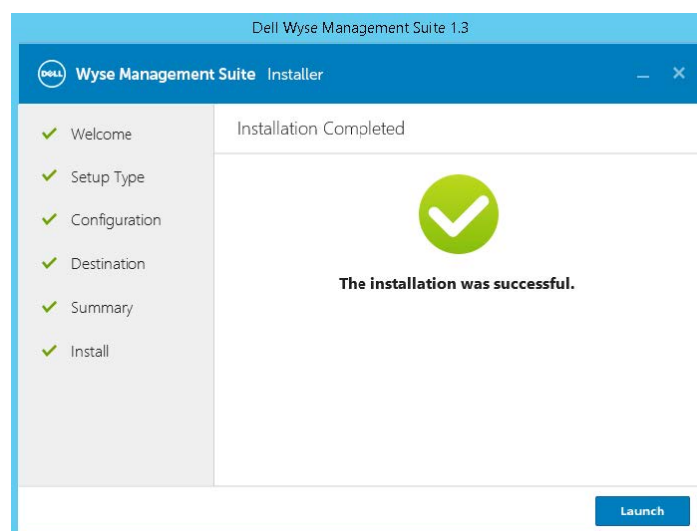 Dell Wyse Management Suite 1.3
DELL Wyse Management Suite Installer
Installation Completed
Welcome
Setup Type
Configuration
Destination
Summary
Install
The installation was successful.
Launch